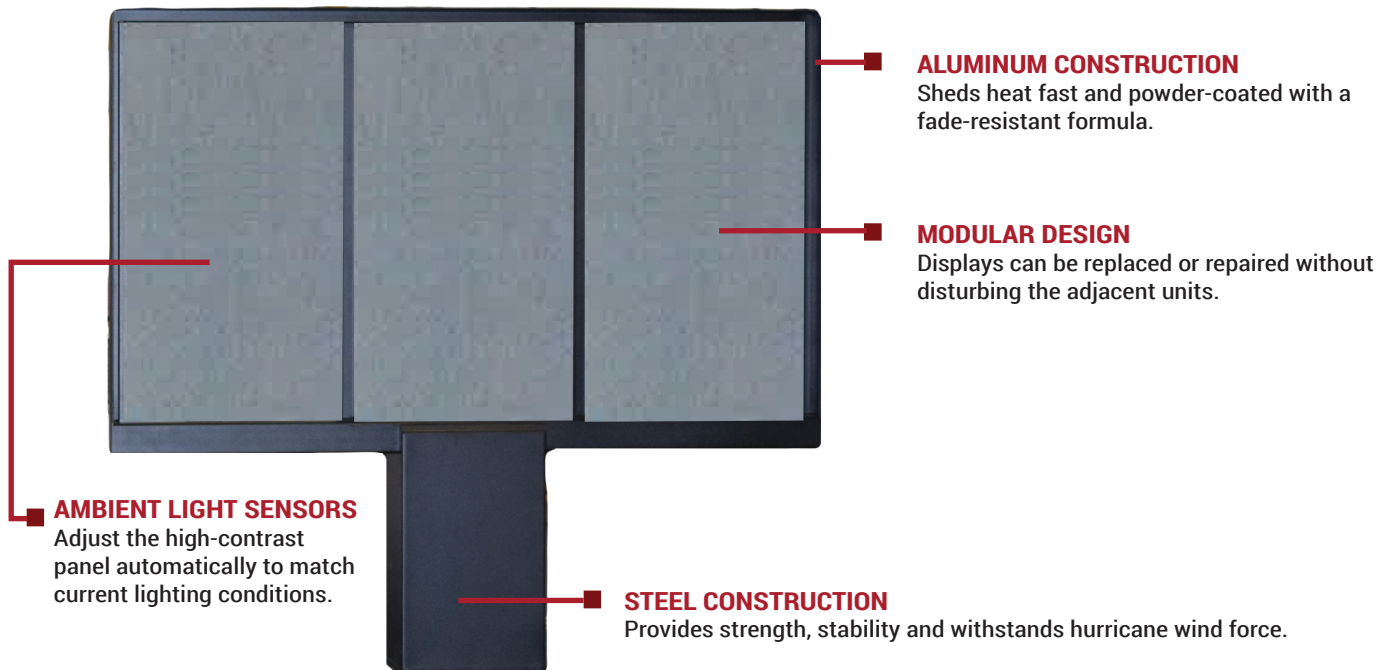 ALUMINUM CONSTRUCTION
Sheds heat fast and powder-coated with a
fade-resistant formula.
MODULAR DESIGN
Displays can be replaced or repaired without
disturbing the adjacent units.
AMBIENT LIGHT SENSORS
Adjust the high-contrast
panel automatically to match
current lighting conditions.
STEEL CONSTRUCTION
Provides strength, stability and withstands hurricane wind force.